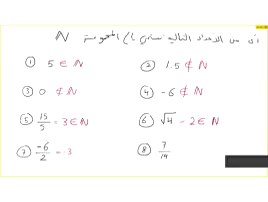 أي من الأعداد التالية تنتمي إلى المجموعة ℕ
① 5 ∈ ℕ ② 1.5 ∉ ℕ
③ 0 ∉ ℕ ④ -6 ∉ ℕ
⑤ 15/5 = 3 ∈ ℕ ⑥ √4 = 2 ∈ ℕ
⑦ -6/2 = -3 ⑧ 7/14